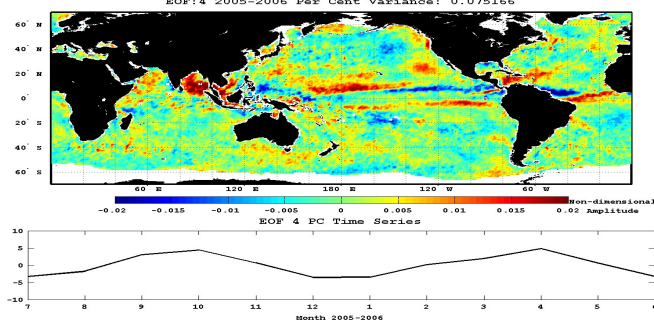 EOF:4 2005-2006 Per Cent Variance: 0.075166
60° N
40° N
20° N
0°
20° S
40° S
60° S
60° E 120° E 180° E 120° W 60° W
-0.02 -0.015 -0.01 -0.005 0 0.005 0.01 0.015 0.02 Non-dimensional
Amplitude
EOF 4 PC Time Series
10
5
0
-5
-10
7 8 9 10 11 12 1 2 3 4 5 6
Month 2005-2006